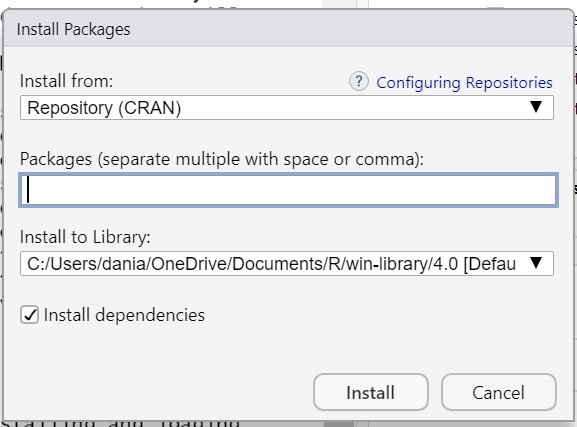 Install Packages
Install from:
? Configuring Repositories
Repository (CRAN)
Packages (separate multiple with space or comma):
Install to Library:
C:/Users/dania/OneDrive/Documents/R/win-library/4.0 [Defau
Install dependencies
Install
Cancel